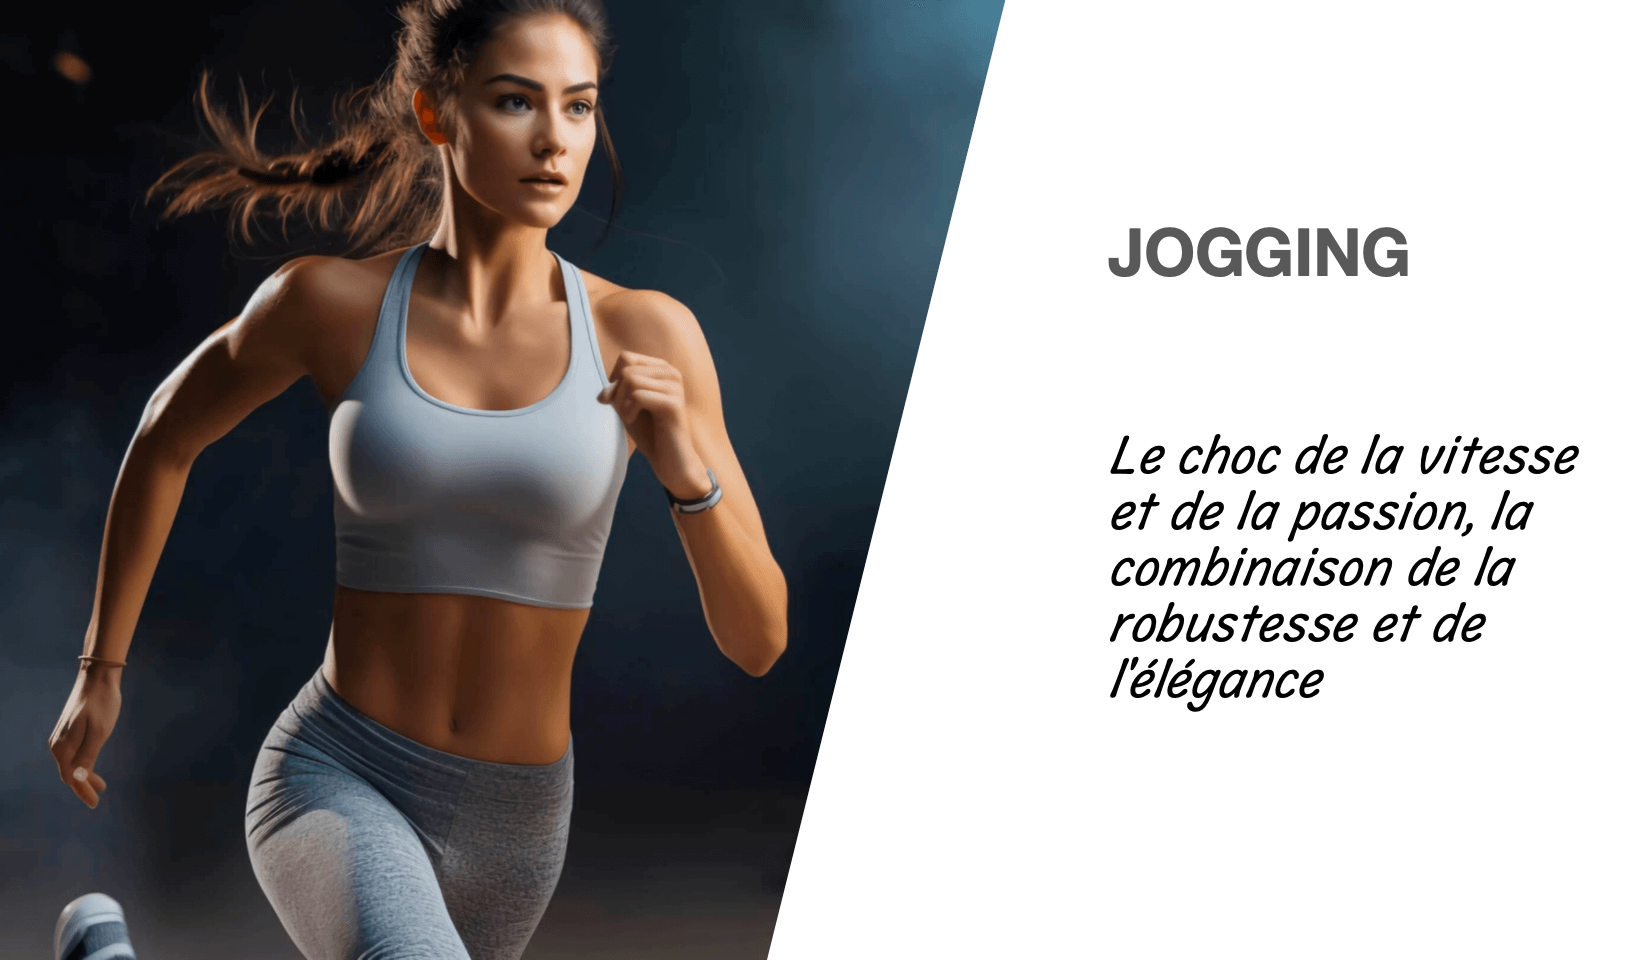 JOGGING
Le choc de la vitesse
et de la passion, la
combinaison de la
robustesse et de
l'élégance